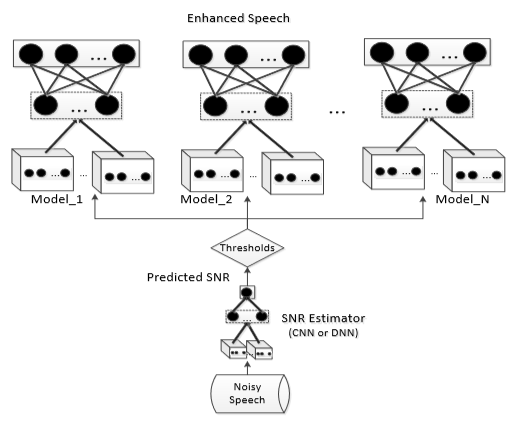 Enhanced Speech
...
Model_1
Model_2
Model_N
Thresholds
Predicted SNR
SNR Estimator
(CNN or DNN)
Noisy
Speech